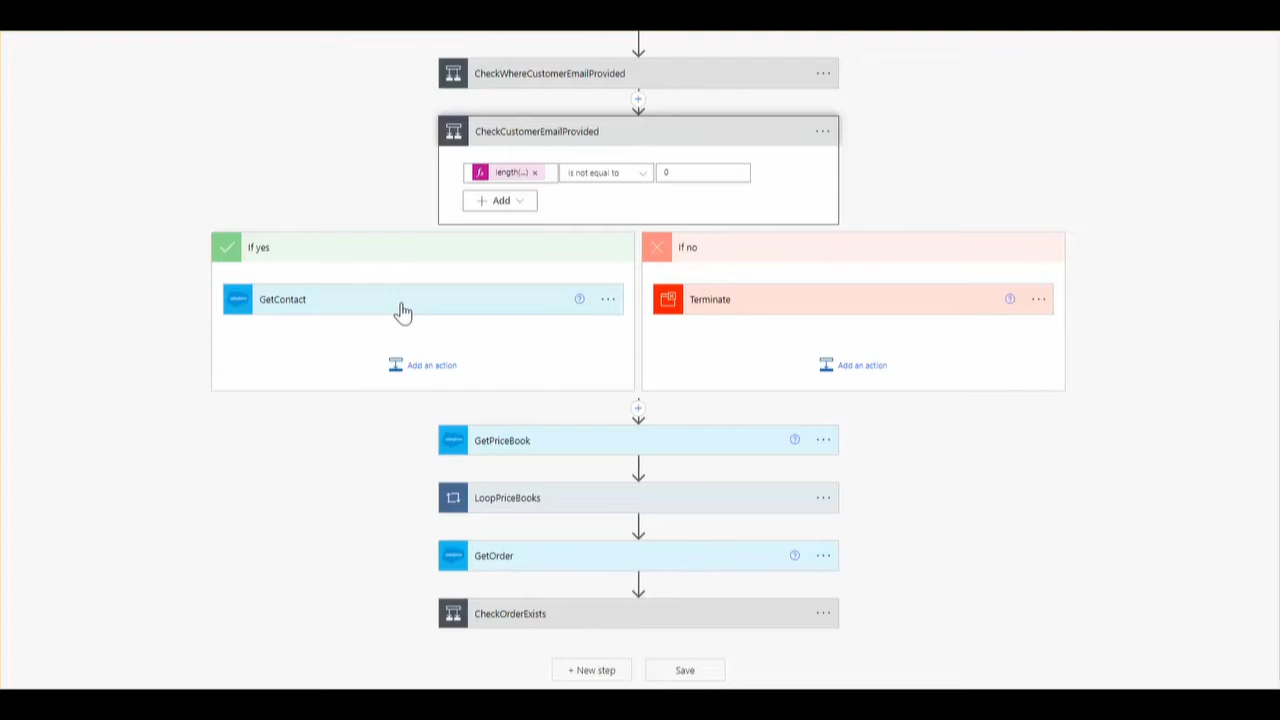 CheckWhereCustomerEmailProvided
CheckCustomerEmailProvided
length(...) × is not equal to 0
+ Add
If yes
If no
GetContact
Terminate
Add an action
Add an action
GetPriceBook
LoopPriceBooks
GetOrder
CheckOrderExists
+ New step
Save